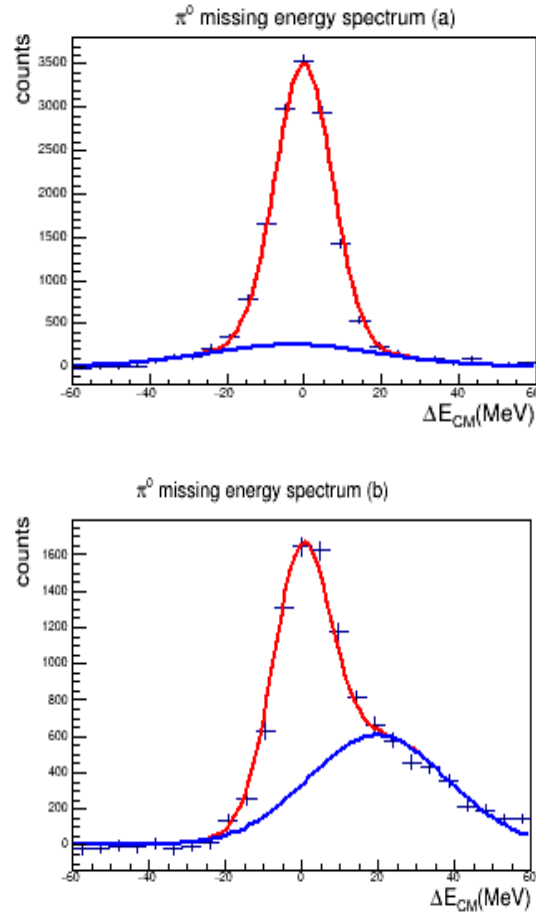 π⁰ missing energy spectrum (a)
counts
3500
3000
2500
2000
1500
1000
500
0
−60 −40 −20 0 20 40 60
ΔE_CM(MeV)
π⁰ missing energy spectrum (b)
counts
1600
1400
1200
1000
800
600
400
200
0
−60 −40 −20 0 20 40 60
ΔE_CM(MeV)